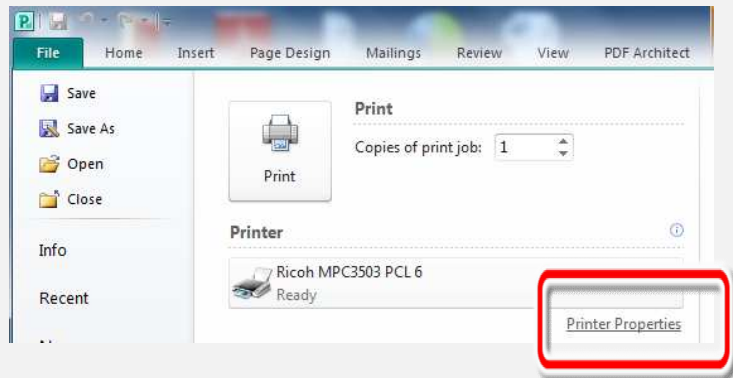 File Home Insert Page Design Mailings Review View PDF Architect
Save
Save As
Open
Close
Info
Recent
Print
Copies of print job: 1
Print
Printer
Ricoh MPC3503 PCL 6
Ready
Printer Properties